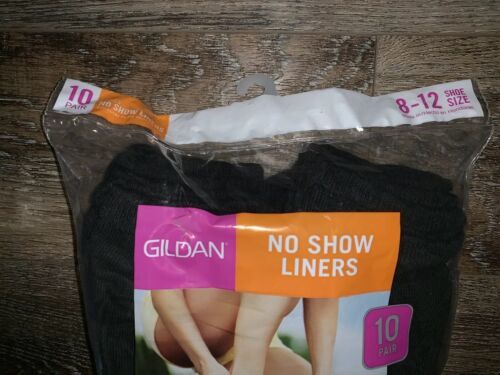 10
PAIR
NO SHOW LINERS
8-12 SHOE
SIZE
GILDAN
NO SHOW
LINERS
10
PAIR